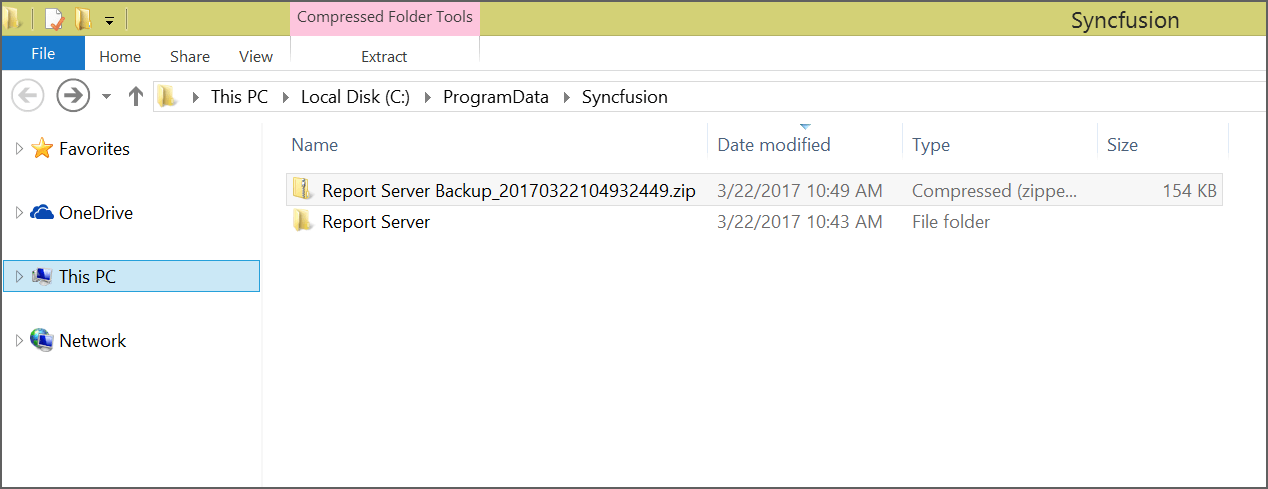 Compressed Folder Tools
Syncfusion
File Home Share View Extract
This PC Local Disk (C:) ProgramData Syncfusion
Name Date modified Type Size
Favorites
Report Server Backup_20170322104932449.zip 3/22/2017 10:49 AM Compressed (zippe... 154 KB
OneDrive
Report Server 3/22/2017 10:43 AM File folder
This PC
Network